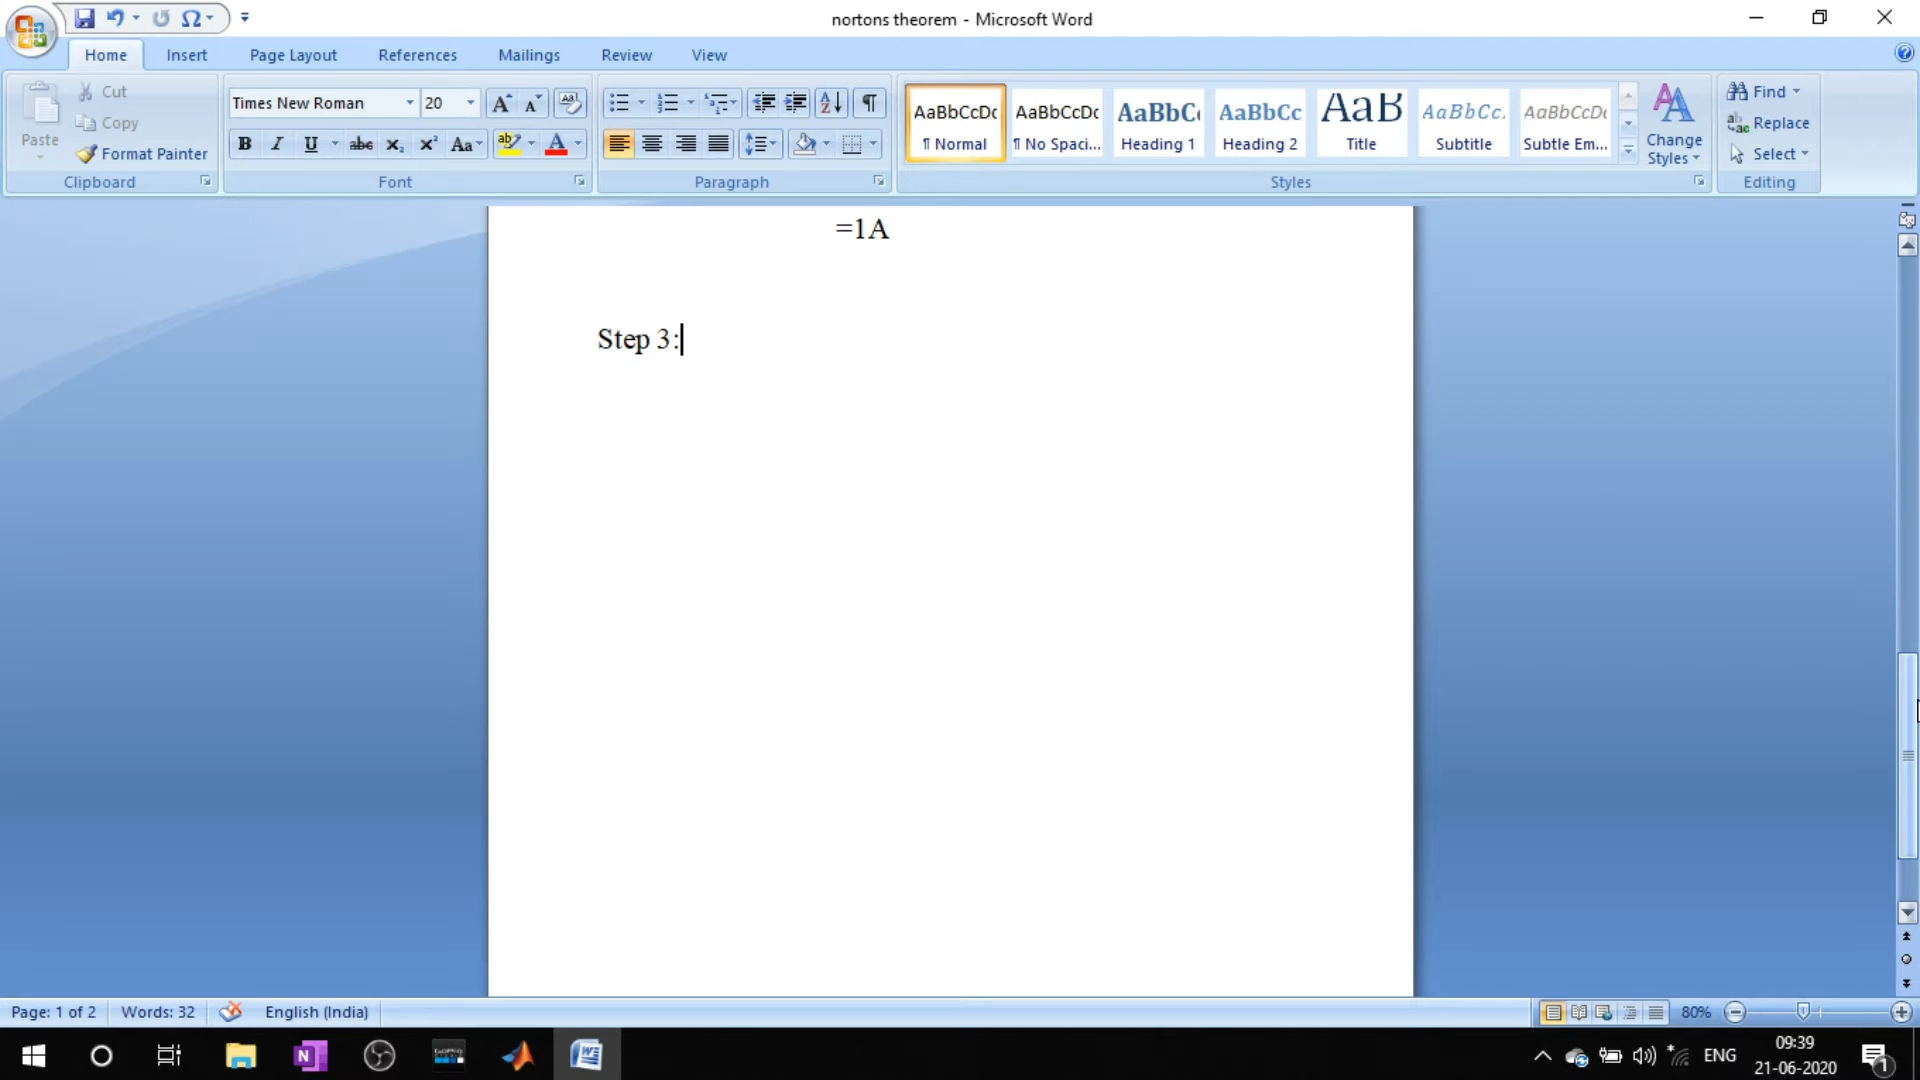 nortons theorem - Microsoft Word
Home
Insert
Page Layout
References
Mailings
Review
View
Paste
Cut
Copy
Format Painter
Clipboard
Times New Roman
20
Font
Paragraph
AaBbCcDc
¶ Normal
AaBbCcDc
¶ No Spaci...
AaBbC
Heading 1
AaBbCc
Heading 2
AaB
Title
AaBbCc.
Subtitle
AaBbCcDc
Subtle Em...
Change
Styles
Styles
Find
Replace
Select
Editing
=1A
Step 3:
Page: 1 of 2
Words: 32
English (India)
80%
ENG
09:39
21-06-2020
1